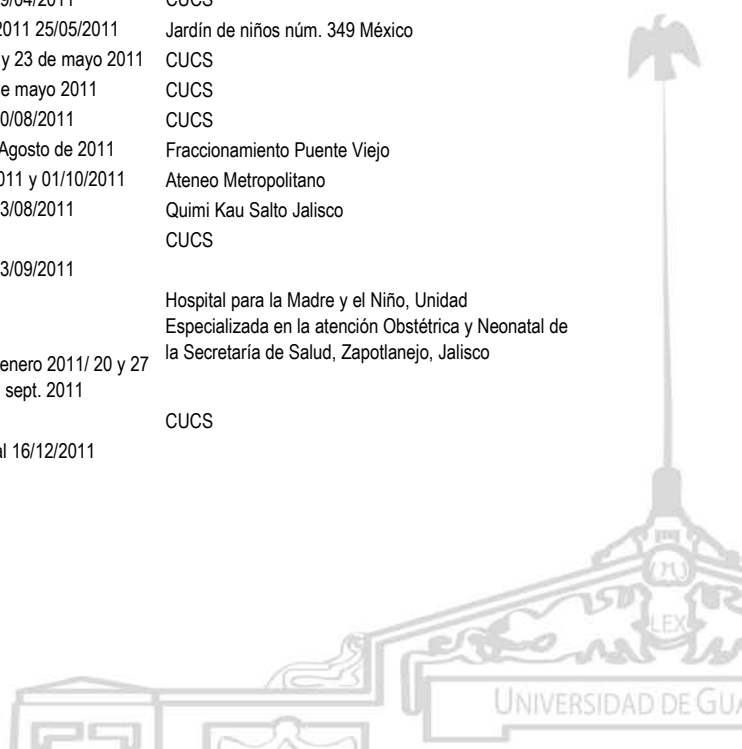 2011 25/05/2011 Jardín de niños núm. 349 México
y 23 de mayo 2011 CUCS
de mayo 2011 CUCS
0/08/2011 CUCS
Agosto de 2011 Fraccionamiento Puente Viejo
011 y 01/10/2011 Ateneo Metropolitano
3/08/2011 Quimi Kau Salto Jalisco
CUCS
3/09/2011
Hospital para la Madre y el Niño, Unidad
Especializada en la atención Obstétrica y Neonatal de
la Secretaría de Salud, Zapotlanejo, Jalisco
enero 2011/ 20 y 27
sept. 2011
CUCS
al 16/12/2011
LEX
UNIVERSIDAD DE GUA